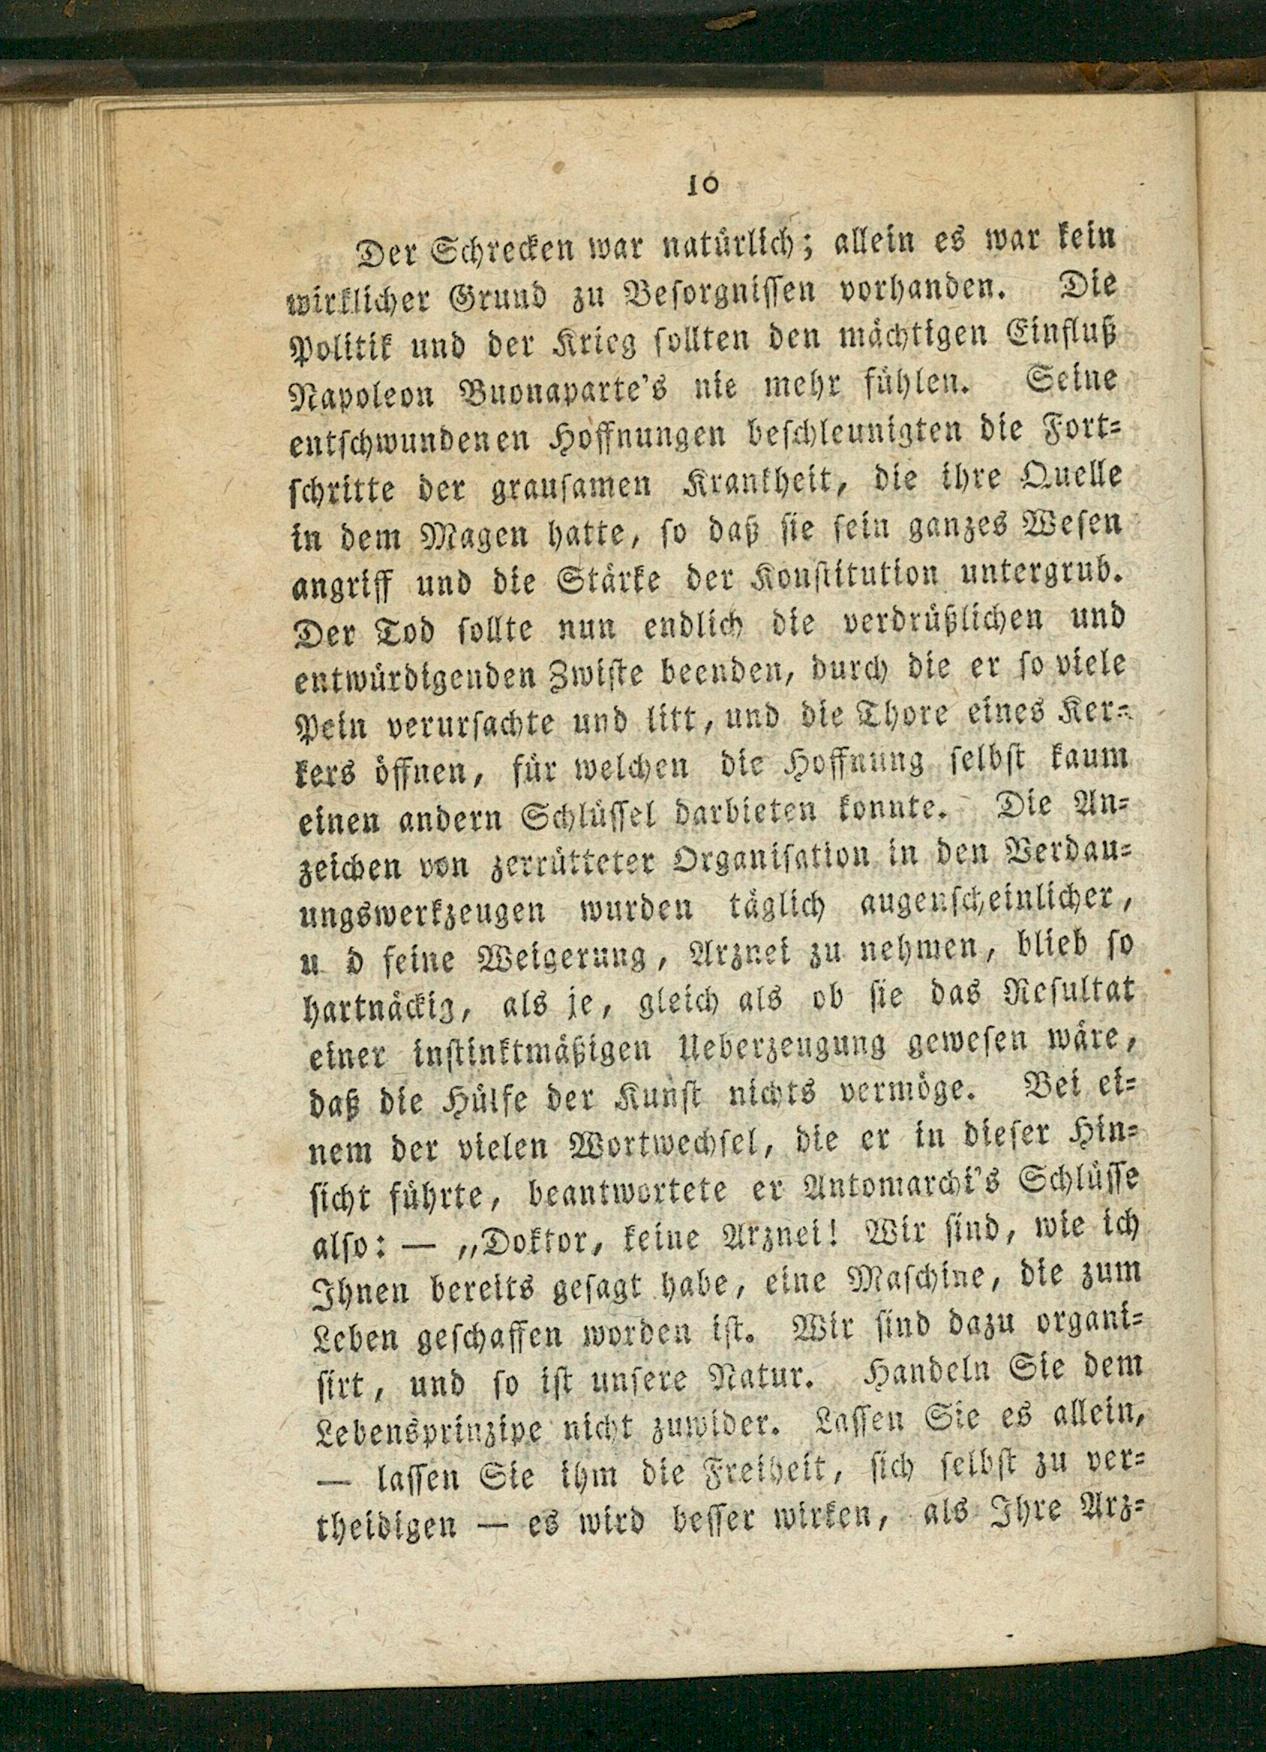 10
Der Schrecken war natürlich; allein es war kein
wirklicher Grund zu Besorgnissen vorhanden. Die
Politik und der Krieg sollten den mächtigen Einfluß
Napoleon Buonaparte's nie mehr fühlen. Seine
entschwundenen Hoffnungen beschleunigten die Fort=
schritte der grausamen Krankheit, die ihre Quelle
in dem Magen hatte, so daß sie sein ganzes Wesen
angriff und die Stärke der Konstitution untergrub.
Der Tod sollte nun endlich die verdrüßlichen und
entwürdigenden Zwiste beenden, durch die er so viele
Pein verursachte und litt, und die Thore eines Ker=
kers öffnen, für welchen die Hoffnung selbst kaum
einen andern Schlüssel darbieten konnte. Die An=
zeichen von zerrütteter Organisation in den Verdau=
ungswerkzeugen wurden täglich augenscheinlicher,
u d seine Weigerung, Arznei zu nehmen, blieb so
hartnäckig, als je, gleich als ob sie das Resultat
einer instinktmäßigen Ueberzeugung gewesen wäre,
daß die Hülfe der Kunst nichts vermöge. Bei ei=
nem der vielen Wortwechsel, die er in dieser Hin=
sicht führte, beantwortete er Antomarchi's Schlüsse
also: — „Doktor, keine Arznei! Wir sind, wie ich
Ihnen bereits gesagt habe, eine Maschine, die zum
Leben geschaffen worden ist. Wir sind dazu organi=
sirt, und so ist unsere Natur. Handeln Sie dem
Lebensprinzipe nicht zuwider. Lassen Sie es allein,
— lassen Sie ihm die Freiheit, sich selbst zu ver=
theidigen — es wird besser wirken, als Ihre Arz=